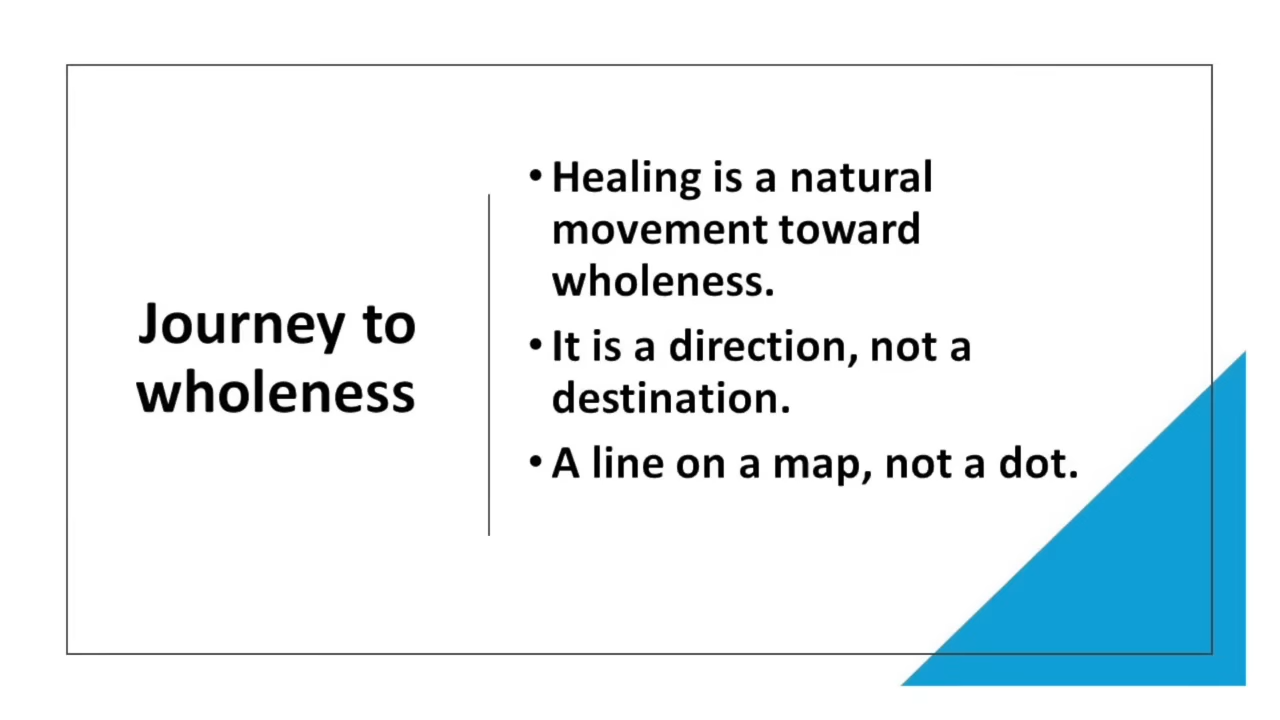 Journey to
wholeness
• Healing is a natural
movement toward
wholeness.
• It is a direction, not a
destination.
• A line on a map, not a dot.